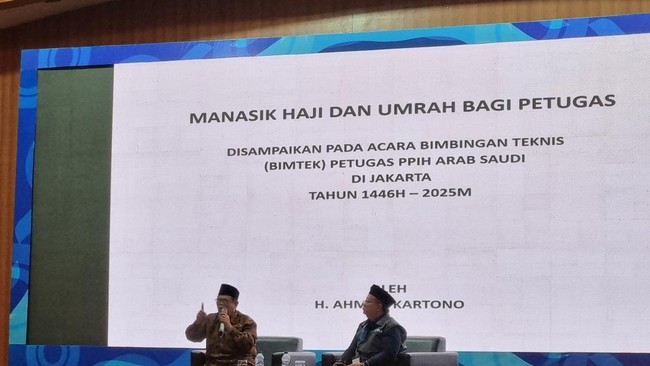 MANASIK HAJI DAN UMRAH BAGI PETUGAS
DISAMPAIKAN PADA ACARA BIMBINGAN TEKNIS
(BIMTEK) PETUGAS PPIH ARAB SAUDI
DI JAKARTA
TAHUN 1446H – 2025M
H. KARTONO